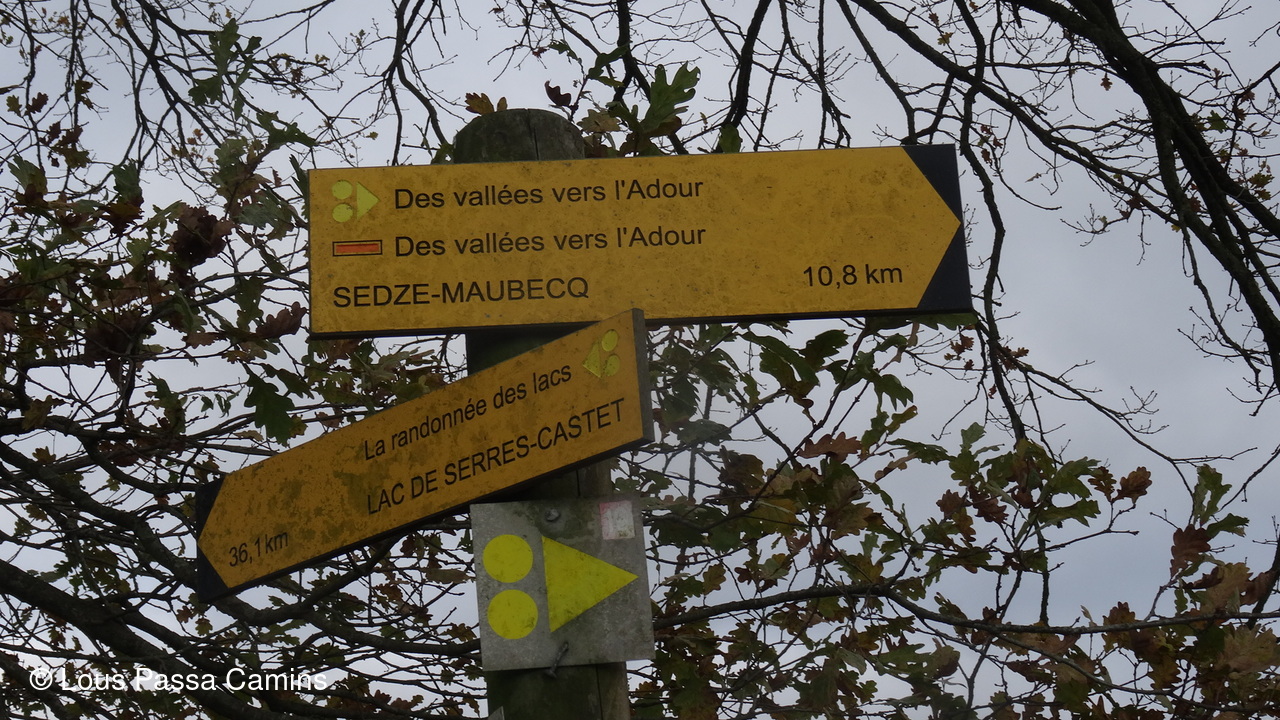 Des vallées vers l'Adour
Des vallées vers l'Adour
SEDZE-MAUBECQ 10,8 km
La randonnée des lacs
LAC DE SERRES-CASTET
36,1 km
© Lous Passa Camins